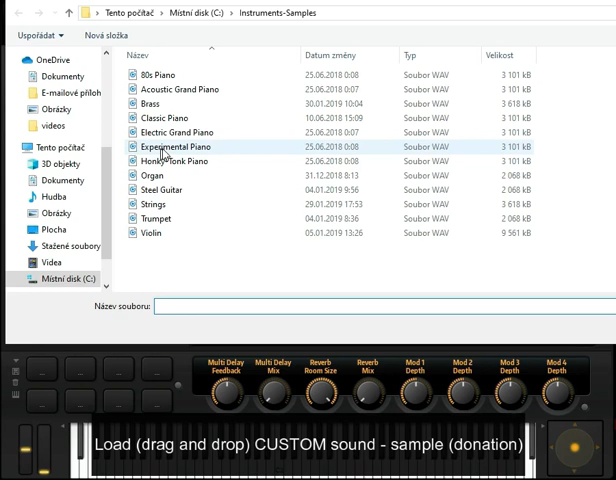 Tento počítač > Místní disk (C:) > Instruments-Samples
Uspořádat Nová složka
Název Datum změny Typ Velikost
OneDrive
Dokumenty
E-mailové příloh
Obrázky
videos
Tento počítač
3D objekty
Dokumenty
Hudba
Obrázky
Plocha
Stažené soubory
Videa
Místní disk (C:)
80s Piano 25.06.2018 0:08 Soubor WAV 3 101 kB
Acoustic Grand Piano 25.06.2018 0:07 Soubor WAV 3 101 kB
Brass 30.01.2019 10:04 Soubor WAV 3 618 kB
Classic Piano 10.06.2018 15:09 Soubor WAV 3 101 kB
Electric Grand Piano 25.06.2018 0:07 Soubor WAV 3 101 kB
Experimental Piano 25.06.2018 0:08 Soubor WAV 3 101 kB
Honky-Tonk Piano 25.06.2018 0:08 Soubor WAV 3 101 kB
Organ 31.12.2018 8:13 Soubor WAV 2 068 kB
Steel Guitar 04.01.2019 9:56 Soubor WAV 2 068 kB
Strings 29.01.2019 17:53 Soubor WAV 3 618 kB
Trumpet 04.01.2019 8:36 Soubor WAV 2 068 kB
Violin 05.01.2019 13:26 Soubor WAV 9 561 kB
Název souboru:
Multi Delay Feedback
Multi Delay Mix
Reverb Room Size
Reverb Mix
Mod 1 Depth
Mod 2 Depth
Mod 3 Depth
Mod 4 Depth
Load (drag and drop) CUSTOM sound - sample (donation)